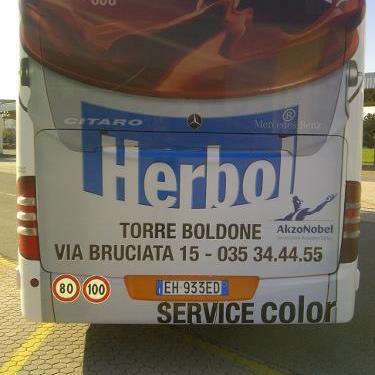 608
CITARO
®
Mercedes-Benz
Herbol
AkzoNobel
TORRE BOLDONE
VIA BRUCIATA 15 - 035 34.44.55
80 100
EH 933ED
SERVICE color